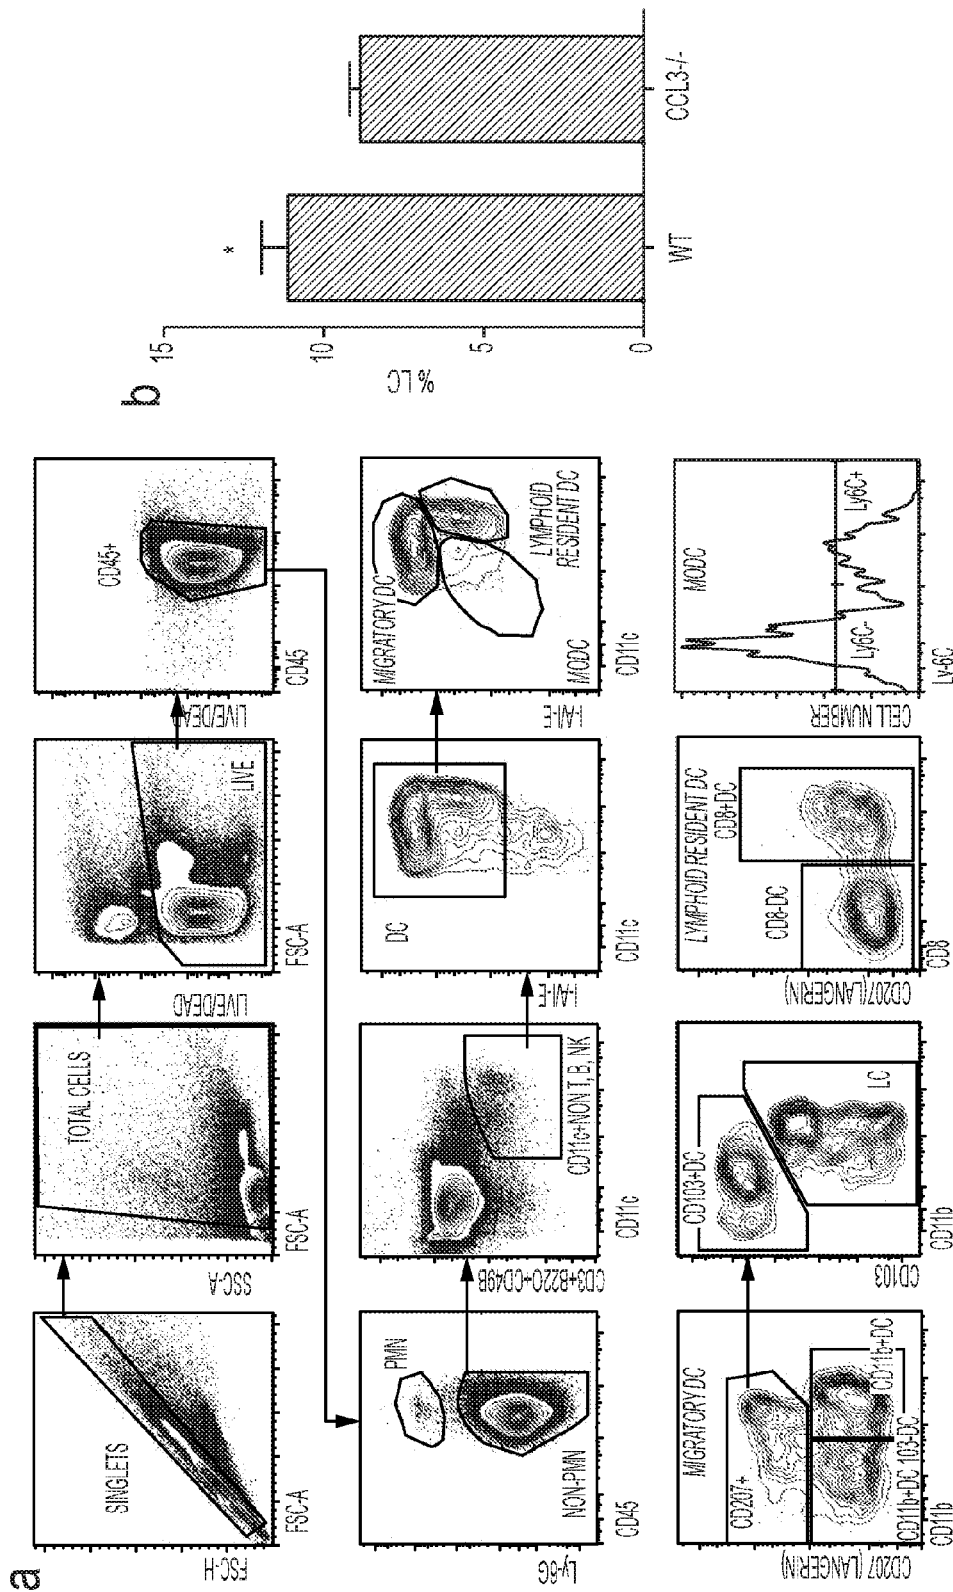 a
SINGLETS
FSC-H
FSC-A
TOTAL CELLS
SSC-A
FSC-A
LIVE
LIVE/DEAD
FSC-A
CD45+
LIVE/DEAD
CD45
PMN
NON-PMN
Ly-6G
CD45
CD11c+NON T, B, NK
CD3+B220+CD49B
CD11c
DC
I-A/I-E
CD11c
MIGRATORY DC
LYMPHOID
RESIDENT DC
MODC
I-A/I-E
CD11c
MIGRATORY DC
CD207+
CD11b+DC
CD11b+DC 103-DC
CD207 (LANGERIN)
CD11b
CD103+DC
LC
CD103
CD11b
LYMPHOID RESIDENT DC
CD8-DC
CD8+DC
CD207(LANGERIN)
CD8
MODC
Ly6C-
Ly6C+
CELL NUMBER
Ly-6C
b
15
10
5
0
% LC
*
WT
CCL3-/-